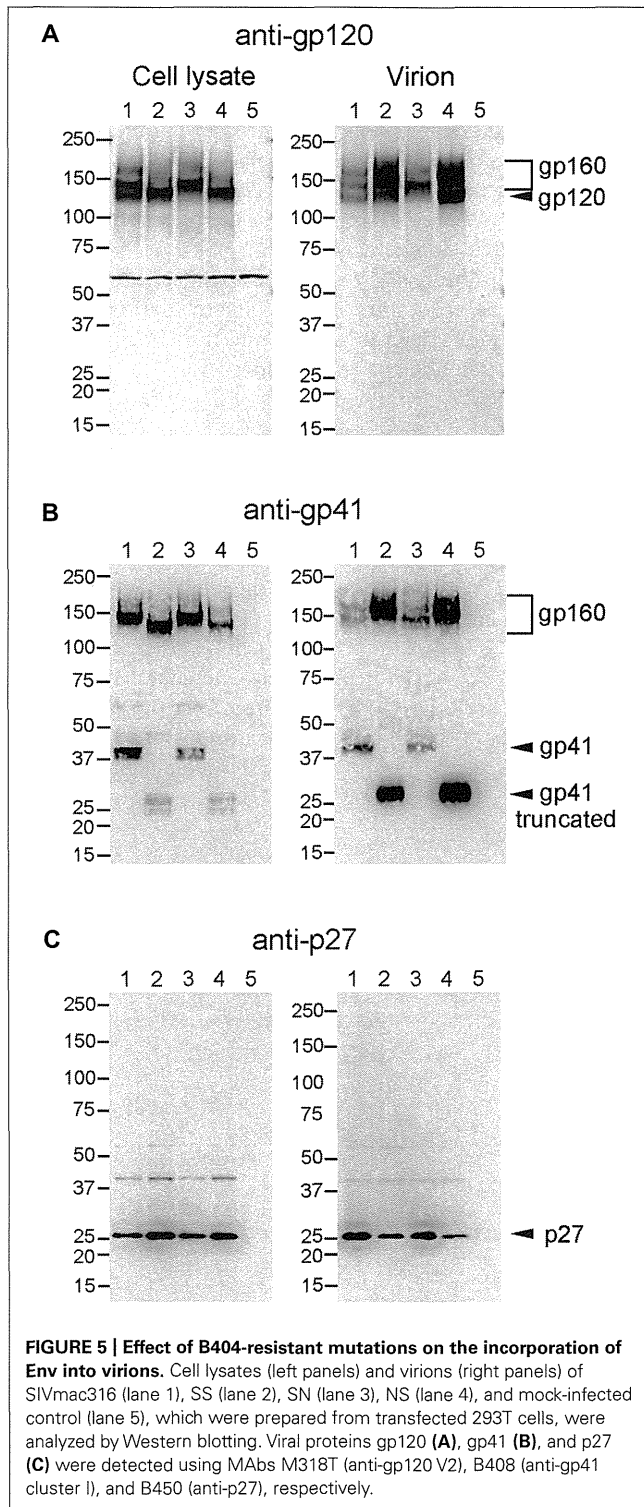 A
anti-gp120
Cell lysate
Virion
1 2 3 4 5
1 2 3 4 5
250
150
100
75
50
37
25
20
15
250
150
100
75
50
37
25
20
15
gp160
gp120
B
anti-gp41
1 2 3 4 5
1 2 3 4 5
250
150
100
75
50
37
25
20
15
250
150
100
75
50
37
25
20
15
gp160
gp41
gp41
truncated
C
anti-p27
1 2 3 4 5
1 2 3 4 5
250
150
100
75
50
37
25
20
15
250
150
100
75
50
37
25
20
15
p27
FIGURE 5 | Effect of B404-resistant mutations on the incorporation of
Env into virions. Cell lysates (left panels) and virions (right panels) of
SIVmac316 (lane 1), SS (lane 2), SN (lane 3), NS (lane 4), and mock-infected
control (lane 5), which were prepared from transfected 293T cells, were
analyzed by Western blotting. Viral proteins gp120 (A), gp41 (B), and p27
(C) were detected using MAbs M318T (anti-gp120 V2), B408 (anti-gp41
cluster I), and B450 (anti-p27), respectively.